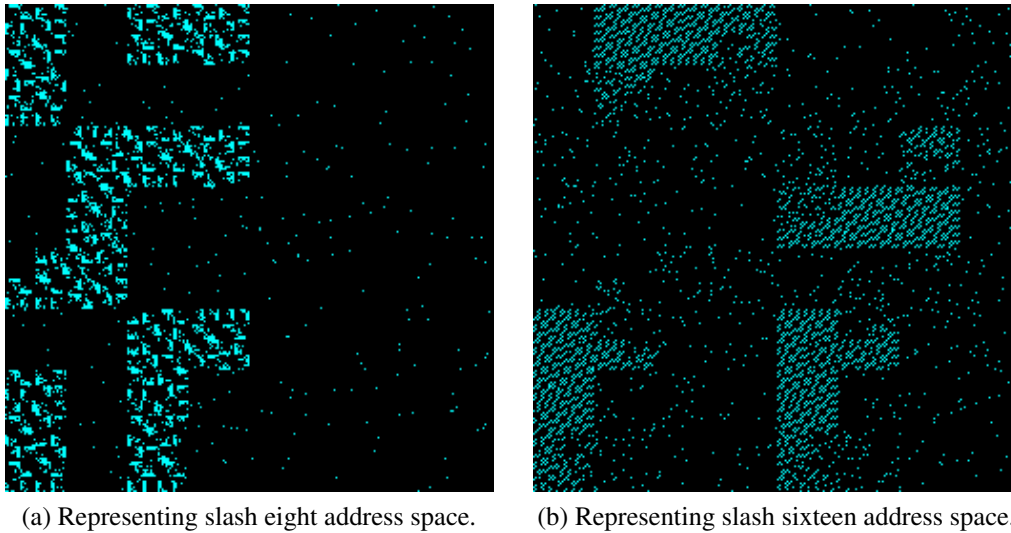 (a) Representing slash eight address space.
(b) Representing slash sixteen address space.